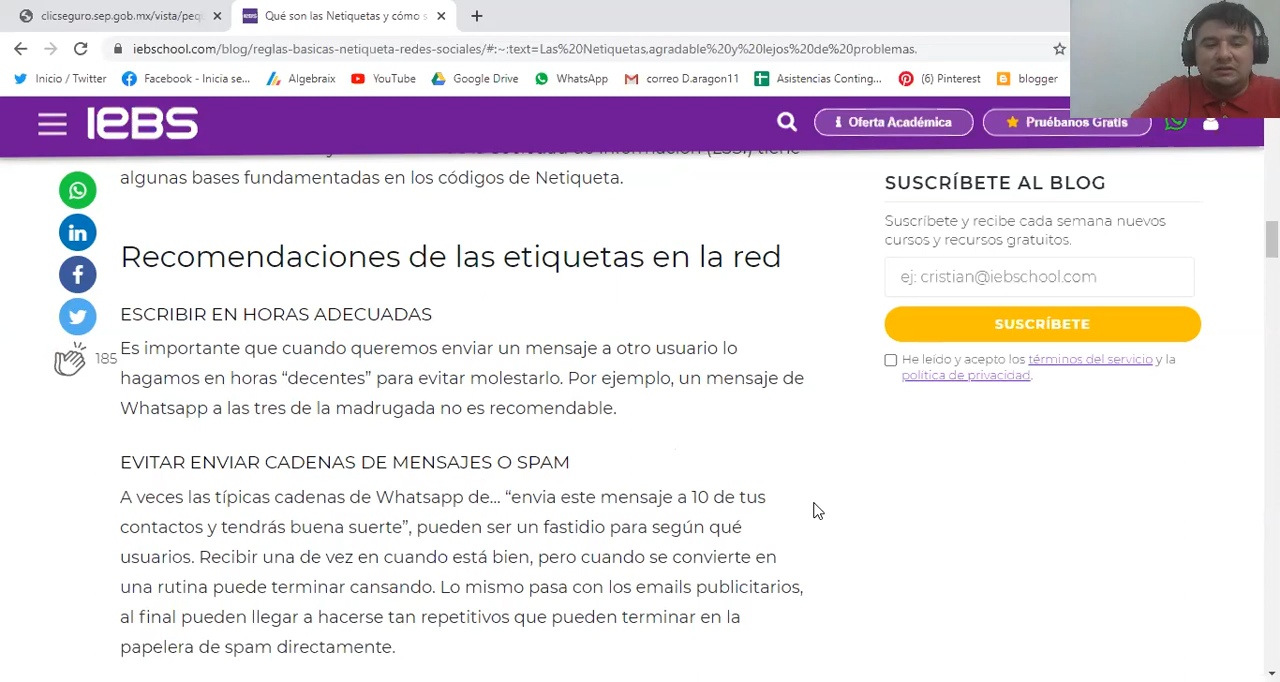 clicseguro.sep.gob.mx/vista/peq
Qué son las Netiquetas y cómo s
iebschool.com/blog/reglas-basicas-netiqueta-redes-sociales/#:~:text=Las%20Netiquetas,agradable%20y%20lejos%20de%20problemas.
Inicio / Twitter
Facebook - Inicia se...
Algebraix
YouTube
Google Drive
WhatsApp
correo D.aragon11
Asistencias Conting...
(6) Pinterest
blogger
IEBS
Oferta Académica
Pruébanos Gratis
algunas bases fundamentadas en los códigos de Netiqueta.
Recomendaciones de las etiquetas en la red
ESCRIBIR EN HORAS ADECUADAS
185
Es importante que cuando queremos enviar un mensaje a otro usuario lo
hagamos en horas “decantes” para evitar molestarlo. Por ejemplo, un mensaje de
Whatsapp a las tres de la madrugada no es recomendable.
EVITAR ENVIAR CADENAS DE MENSAJES O SPAM
A veces las típicas cadenas de Whatsapp de... “envia este mensaje a 10 de tus
contactos y tendrás buena suerte”, pueden ser un fastidio para según qué
usuarios. Recibir una de vez en cuando está bien, pero cuando se convierte en
una rutina puede terminar cansando. Lo mismo pasa con los emails publicitarios,
al final pueden llegar a hacerse tan repetitivos que pueden terminar en la
papelera de spam directamente.
SUSCRÍBETE AL BLOG
Suscríbete y recibe cada semana nuevos
cursos y recursos gratuitos.
ej: cristian@iebschool.com
SUSCRÍBETE
He leído y acepto los términos del servicio y la
política de privacidad.